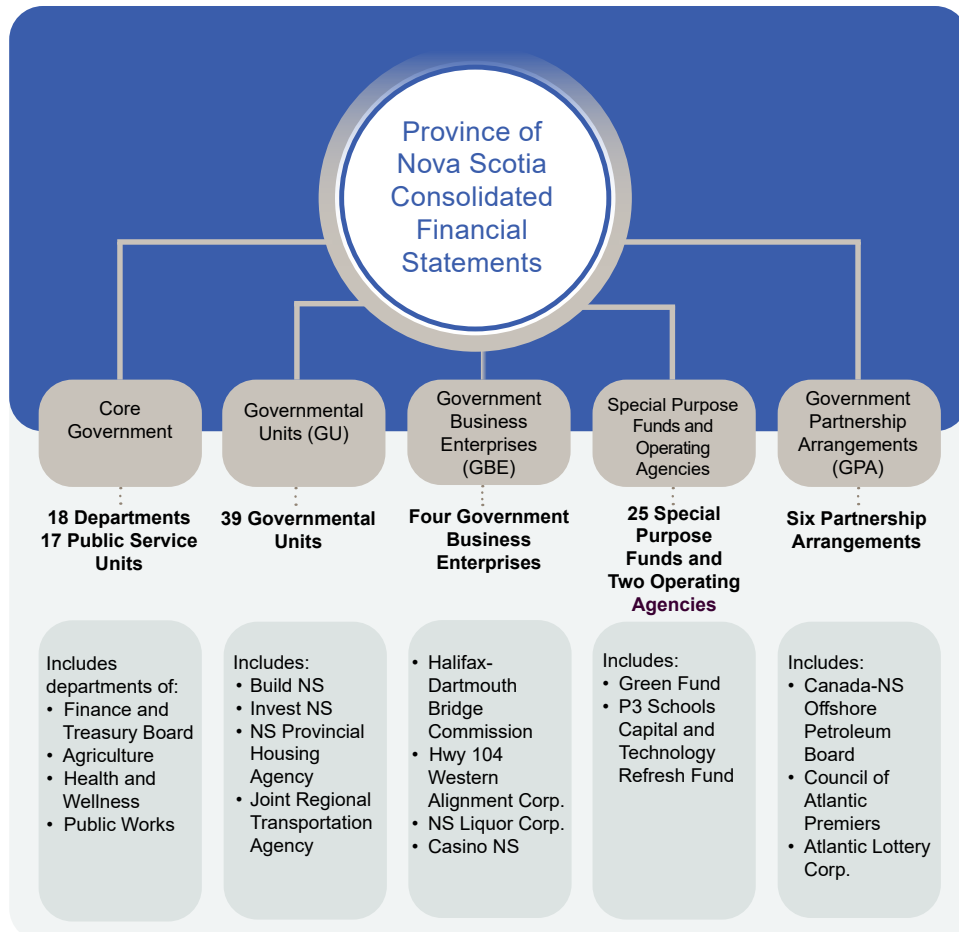 Province of
Nova Scotia
Consolidated
Financial
Statements
Core
Government
Governmental
Units (GU)
Government
Business
Enterprises
(GBE)
Special Purpose
Funds and
Operating
Agencies
Government
Partnership
Arrangements
(GPA)
18 Departments
17 Public Service
Units
39 Governmental
Units
Four Government
Business
Enterprises
25 Special
Purpose
Funds and
Two Operating
Agencies
Six Partnership
Arrangements
Includes
departments of:
• Finance and
Treasury Board
• Agriculture
• Health and
Wellness
• Public Works
Includes:
• Build NS
• Invest NS
• NS Provincial
Housing
Agency
• Joint Regional
Transportation
Agency
• Halifax-
Dartmouth
Bridge
Commission
• Hwy 104
Western
Alignment Corp.
• NS Liquor Corp.
• Casino NS
Includes:
• Green Fund
• P3 Schools
Capital and
Technology
Refresh Fund
Includes:
• Canada-NS
Offshore
Petroleum
Board
• Council of
Atlantic
Premiers
• Atlantic Lottery
Corp.